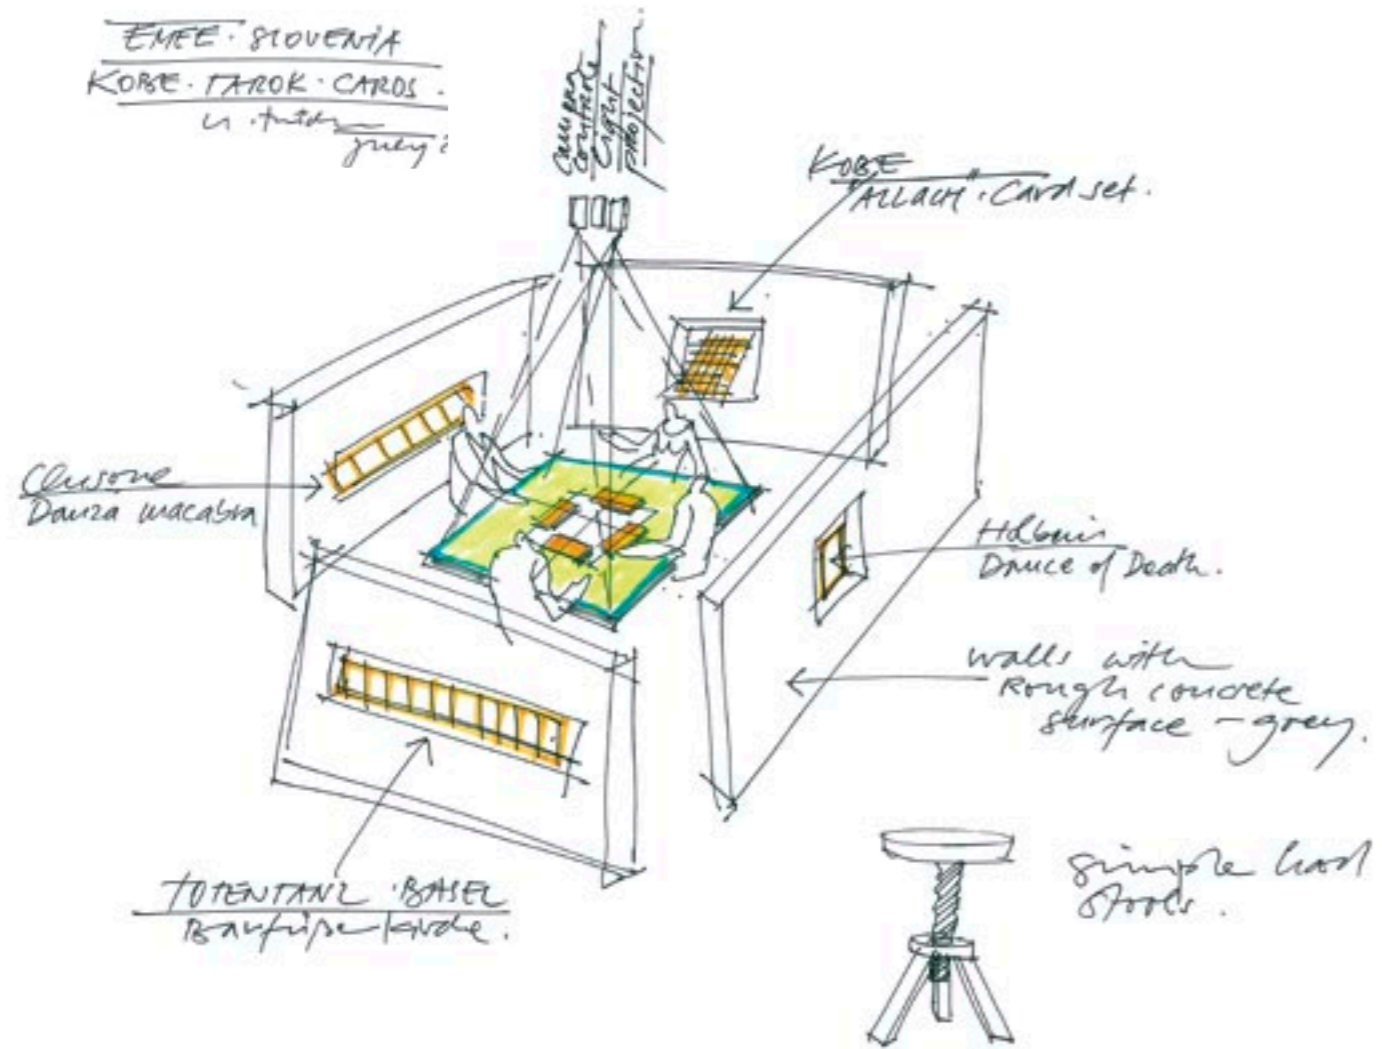 EMEE · SLOVENIA
KOBE · TAROK · CARDS.
Camera
controle
Light
projection
KOBE
"ALLACH" · Card set.
Clusone
Danza macabra
Holbein
Dance of Death.
walls with
Rough concrete
surface - grey.
TOTENTANZ · BASEL
simple hard
stools.